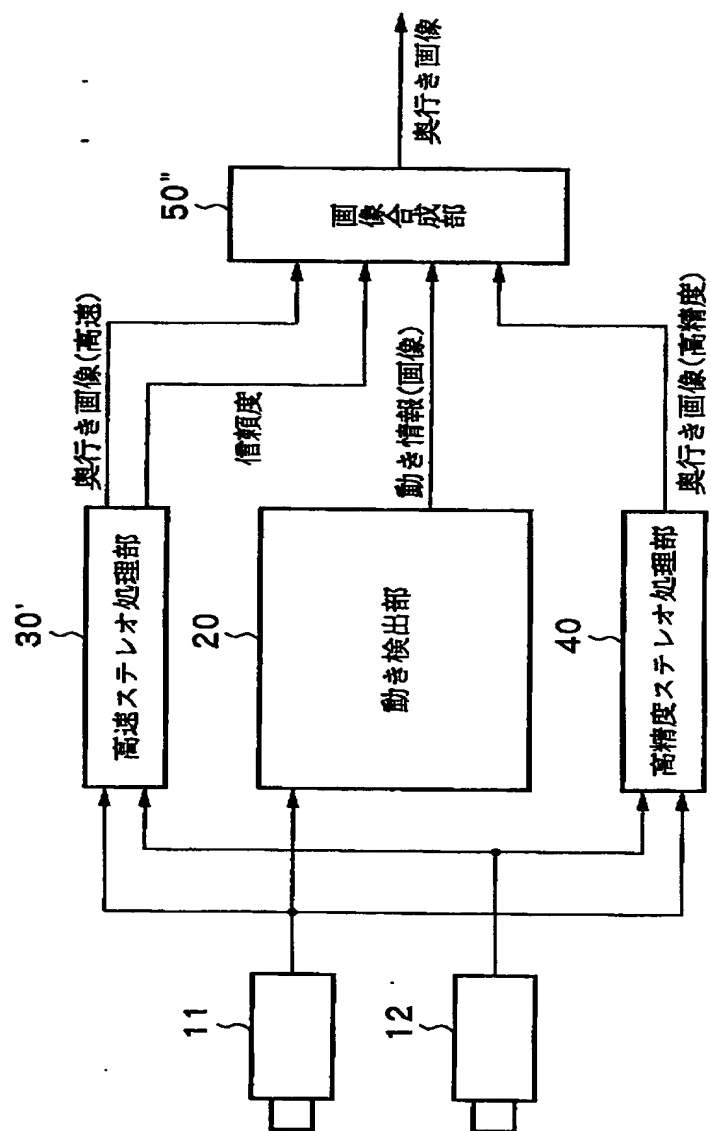 11
12
30'
高速ステレオ処理部
20
動き検出部
40
高精度ステレオ処理部
奥行き画像(高速)
信頼度
動き情報(画像)
奥行き画像(高精度)
50"
画像合成部
奥行き画像